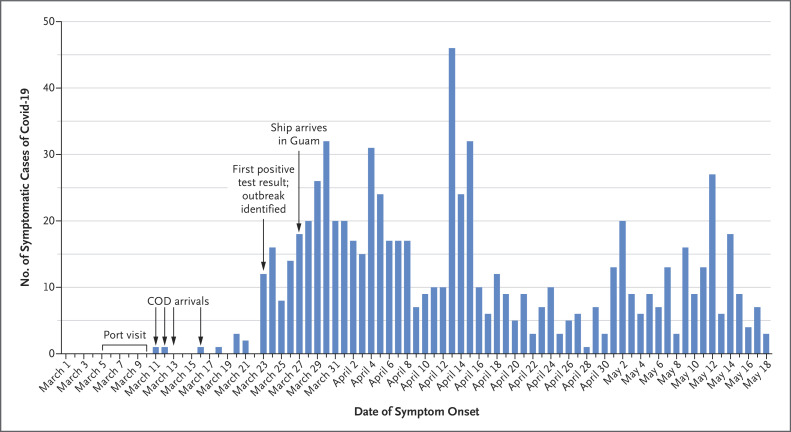 50
40
30
20
10
0
No. of Symptomatic Cases of Covid-19
Ship arrives
in Guam
First positive
test result;
outbreak
identified
COD arrivals
Port visit
March 1
March 3
March 5
March 7
March 9
March 11
March 13
March 15
March 17
March 19
March 21
March 23
March 25
March 27
March 29
March 31
April 2
April 4
April 6
April 8
April 10
April 12
April 14
April 16
April 18
April 20
April 22
April 24
April 26
April 28
April 30
May 2
May 4
May 6
May 8
May 10
May 12
May 14
May 16
May 18
Date of Symptom Onset